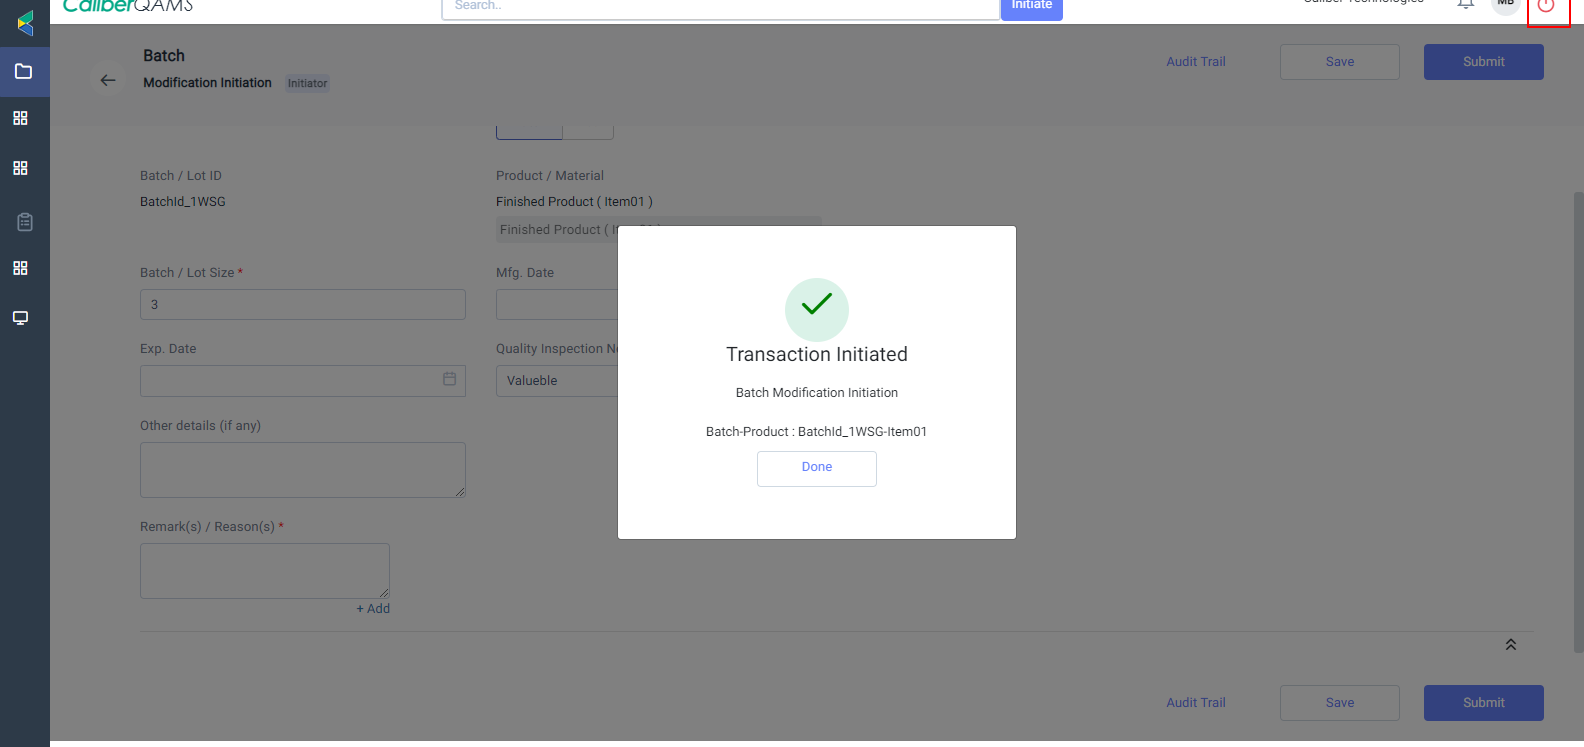 CaliberQAMS
Search..
Initiate
Caliber Technologies
MB
Batch
Modification Initiation
Initiator
Audit Trail
Save
Submit
Batch / Lot ID
BatchId_1WSG
Product / Material
Finished Product ( Item01 )
Finished Product (
Batch / Lot Size *
3
Mfg. Date
Exp. Date
Quality Inspection
Valueble
Other details (if any)
Remark(s) / Reason(s) *
+ Add
Transaction Initiated
Batch Modification Initiation
Batch-Product : BatchId_1WSG-Item01
Done
Audit Trail
Save
Submit